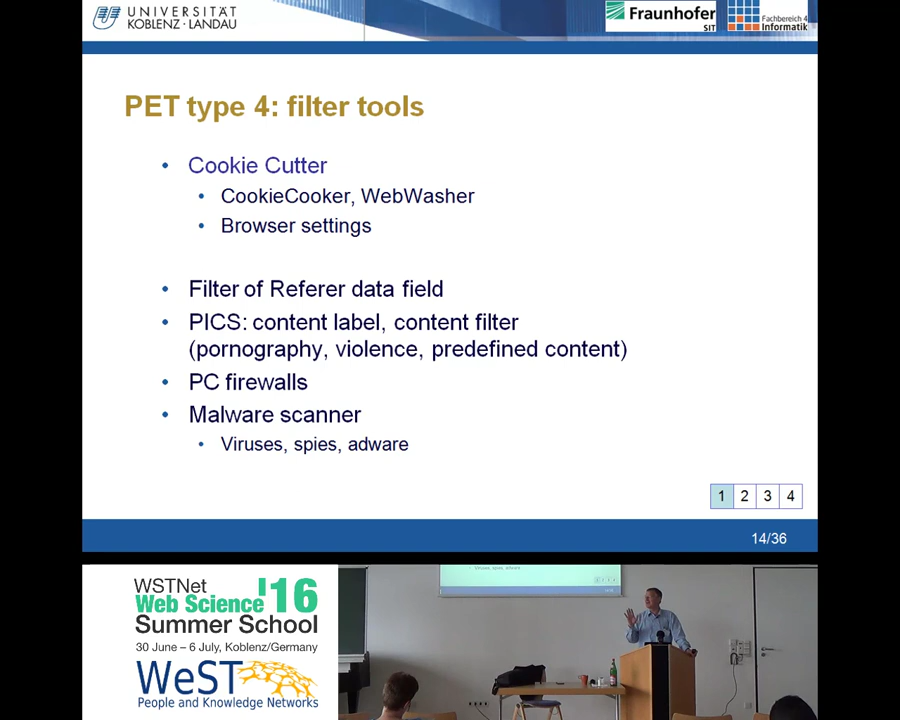 UNIVERSITÄT
KOBLENZ · LANDAU
Fraunhofer
SIT
Fachbereich 4
Informatik
PET type 4: filter tools
• Cookie Cutter
• CookieCooker, WebWasher
• Browser settings
• Filter of Referer data field
• PICS: content label, content filter
(pornography, violence, predefined content)
• PC firewalls
• Malware scanner
• Viruses, spies, adware
1 2 3 4
14/36
WSTNet
Web Science '16
Summer School
30 June – 6 July, Koblenz/Germany
WeST
People and Knowledge Networks
Viruses, spies, adware